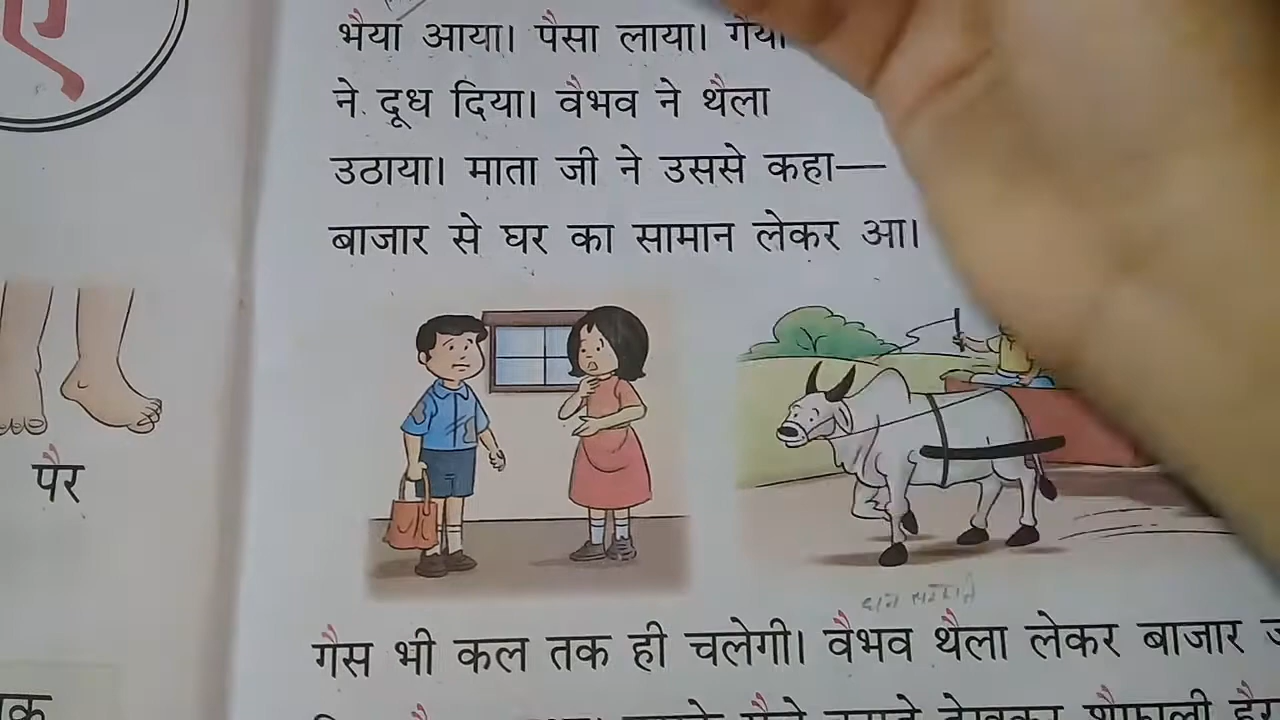 भैया आया। पैसा लाया। गैया
ने दूध दिया। वैभव ने थैला
उठाया। माता जी ने उससे कहा—
बाजार से घर का सामान लेकर आ।
पैर
गैस भी कल तक ही चलेगी। वैभव थैला लेकर बाजार